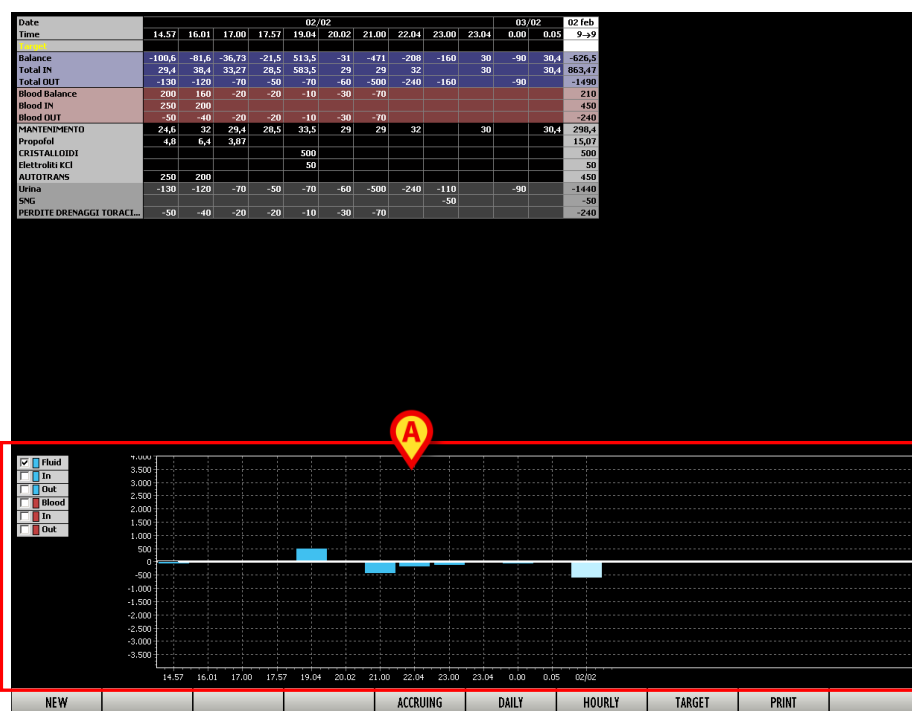 Date 02/02 03/02 02 feb
Time 14.57 16.01 17.00 17.57 19.04 20.02 21.00 22.04 23.00 23.04 0.00 0.05 9→9
Target
Balance -100,6 -81,6 -36,73 -21,5 513,5 -31 -471 -208 -160 30 -90 30,4 -626,5
Total IN 29,4 38,4 33,27 28,5 583,5 29 29 32 30 30,4 863,47
Total OUT -130 -120 -70 -50 -70 -60 -500 -240 -160 -90 -1490
Blood Balance 200 160 -20 -20 -10 -30 -70 210
Blood IN 250 200 450
Blood OUT -50 -40 -20 -20 -10 -30 -70 -240
MANTENIMENTO 24,6 32 29,4 28,5 33,5 29 29 32 30 30,4 298,4
Propofol 4,8 6,4 3,87 15,07
CRISTALLOIDI 500 500
Elettroliti KCl 50 50
AUTOTRANS 250 200 450
Urina -130 -120 -70 -50 -70 -60 -500 -240 -110 -90 -1440
SNG -50 -50
PERDITE DRENAGGI TORACI... -50 -40 -20 -20 -10 -30 -70 -240
A
Fluid
In
Out
Blood
In
Out
4.000
3.500
3.000
2.500
2.000
1.500
1.000
500
0
-500
-1.000
-1.500
-2.000
-2.500
-3.000
-3.500
14.57 16.01 17.00 17.57 19.04 20.02 21.00 22.04 23.00 23.04 0.00 0.05 02/02
NEW ACCRUING DAILY HOURLY TARGET PRINT